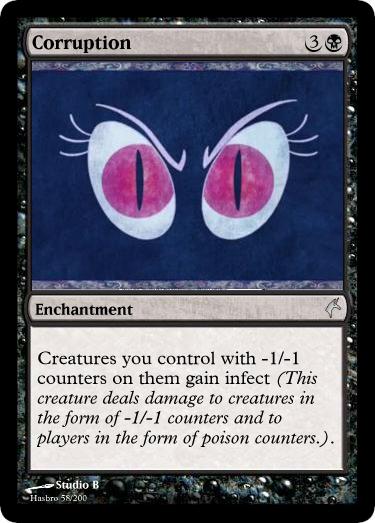 Corruption 3
Enchantment
Creatures you control with -1/-1
counters on them gain infect (This
creature deals damage to creatures in
the form of -1/-1 counters and to
players in the form of poison counters.).
Studio B
Hasbro 58/200